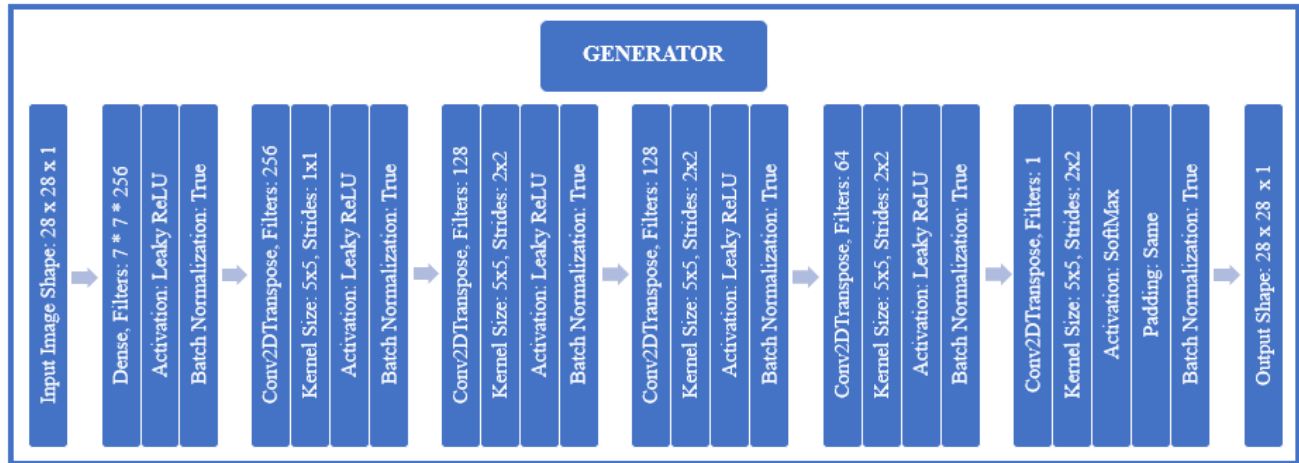 GENERATOR
Input Image Shape: 28 x 28 x 1
Dense, Filters: 7 * 7 * 256
Activation: Leaky ReLU
Batch Normalization: True
Conv2DTranspose, Filters: 256
Kernel Size: 5x5, Strides: 1x1
Activation: Leaky ReLU
Batch Normalization: True
Conv2DTranspose, Filters: 128
Kernel Size: 5x5, Strides: 2x2
Activation: Leaky ReLU
Batch Normalization: True
Conv2DTranspose, Filters: 128
Kernel Size: 5x5, Strides: 2x2
Activation: Leaky ReLU
Batch Normalization: True
Conv2DTranspose, Filters: 64
Kernel Size: 5x5, Strides: 2x2
Activation: Leaky ReLU
Batch Normalization: True
Conv2DTranspose, Filters: 1
Kernel Size: 5x5, Strides: 2x2
Activation: SoftMax
Padding: Same
Batch Normalization: True
Output Shape: 28 x 28 x 1